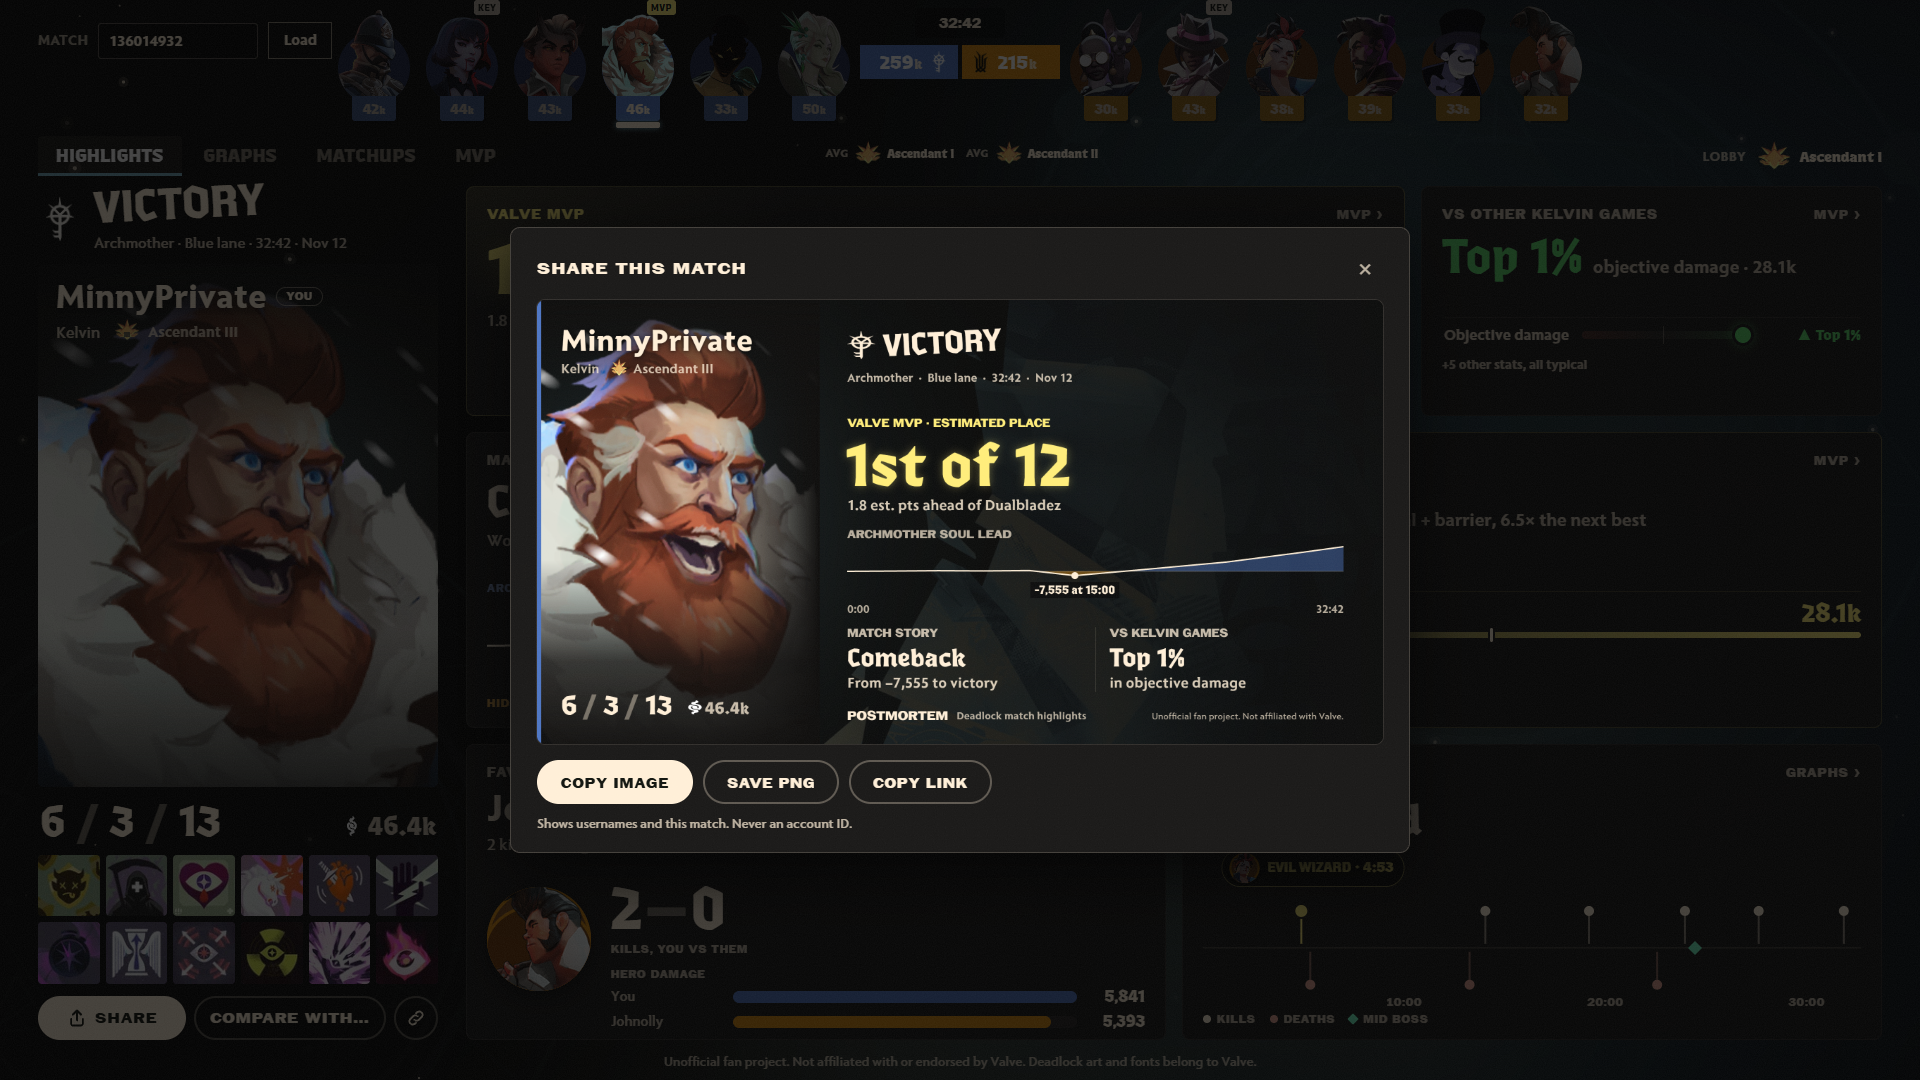 KEY
MVP
KEY
MATCH
136014932
Load
32:42
259k
215k
42k
44k
43k
46k
33k
50k
30k
43k
38k
39k
33k
32k
HIGHLIGHTS
GRAPHS
MATCHUPS
MVP
AVG Ascendant I
AVG Ascendant II
LOBBY Ascendant I
VICTORY
Archmother · Blue lane · 32:42 · Nov 12
MinnyPrivate YOU
Kelvin Ascendant III
6 / 3 / 13
46.4k
SHARE
COMPARE WITH...
VALVE MVP
MVP ›
1.8
VS OTHER KELVIN GAMES
MVP ›
Top 1% objective damage · 28.1k
Objective damage
▲ Top 1%
+5 other stats, all typical
SHARE THIS MATCH
×
MinnyPrivate
Kelvin Ascendant III
6 / 3 / 13
46.4k
VICTORY
Archmother · Blue lane · 32:42 · Nov 12
VALVE MVP · ESTIMATED PLACE
1st of 12
1.8 est. pts ahead of Dualbladez
ARCHMOTHER SOUL LEAD
-7,555 at 15:00
0:00
32:42
MATCH STORY
Comeback
From −7,555 to victory
VS KELVIN GAMES
Top 1%
in objective damage
POSTMORTEM Deadlock match highlights
Unofficial fan project. Not affiliated with Valve.
COPY IMAGE
SAVE PNG
COPY LINK
Shows usernames and this match. Never an account ID.
MVP ›
+ barrier, 6.5× the next best
28.1k
2—0
KILLS, YOU VS THEM
HERO DAMAGE
You
5,841
Johnolly
5,393
GRAPHS ›
EVIL WIZARD · 4:53
10:00
20:00
30:00
KILLS
DEATHS
MID BOSS
Unofficial fan project. Not affiliated with or endorsed by Valve. Deadlock art and fonts belong to Valve.